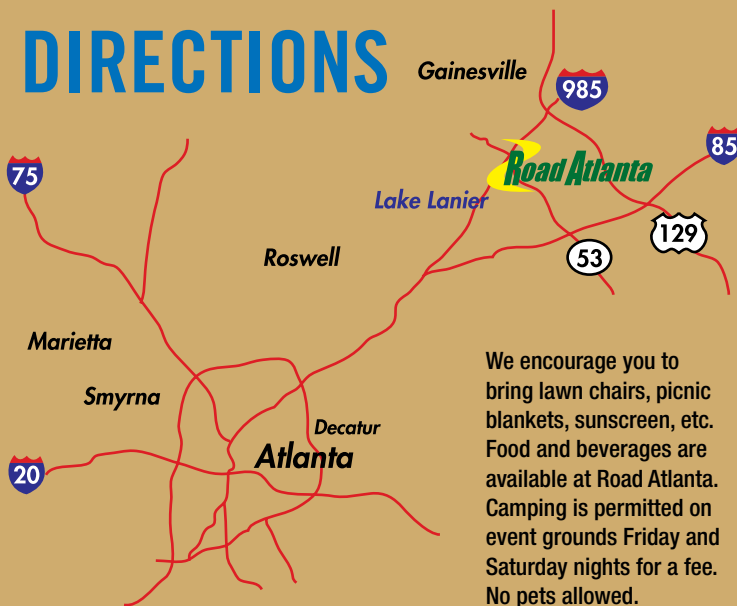 DIRECTIONS
Gainesville
985
75
85
Road Atlanta
Lake Lanier
129
Roswell
53
Marietta
Smyrna
Decatur
Atlanta
20
We encourage you to
bring lawn chairs, picnic
blankets, sunscreen, etc.
Food and beverages are
available at Road Atlanta.
Camping is permitted on
event grounds Friday and
Saturday nights for a fee.
No pets allowed.